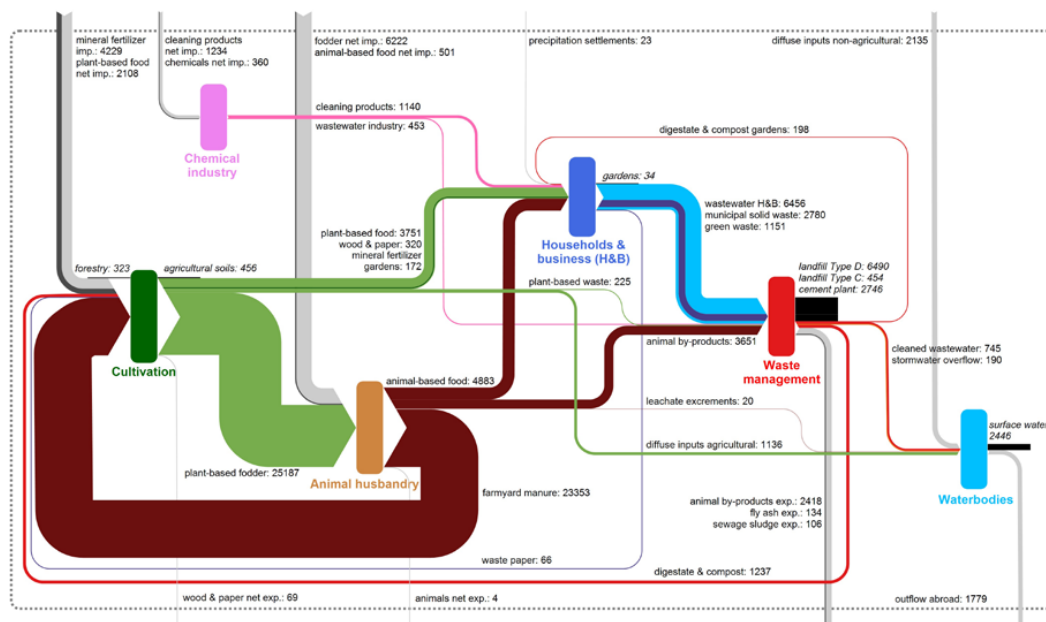 mineral fertilizer
imp.: 4229
plant-based food
net imp.: 2108
cleaning products
net imp.: 1234
chemicals net imp.: 360
fodder net imp.: 6222
animal-based food net imp.: 501
precipitation settlements: 23
diffuse inputs non-agricultural: 2135
cleaning products: 1140
wastewater industry: 453
digestate & compost gardens: 198
Chemical
industry
gardens: 34
wastewater H&B: 6456
municipal solid waste: 2780
green waste: 1151
plant-based food: 3751
wood & paper: 320
mineral fertilizer
gardens: 172
Households &
business (H&B)
forestry: 323
agricultural soils: 456
landfill Type D: 6490
landfill Type C: 454
cement plant: 2746
plant-based waste: 225
animal by-products: 3651
cleaned wastewater: 745
stormwater overflow: 190
Waste
management
Cultivation
animal-based food: 4883
leachate excrements: 20
surface water
2446
diffuse inputs agricultural: 1136
plant-based fodder: 25187
Animal husbandry
farmyard manure: 23353
Waterbodies
animal by-products exp.: 2418
fly ash exp.: 134
sewage sludge exp.: 106
waste paper: 66
digestate & compost: 1237
wood & paper net exp.: 69
animals net exp.: 4
outflow abroad: 1779